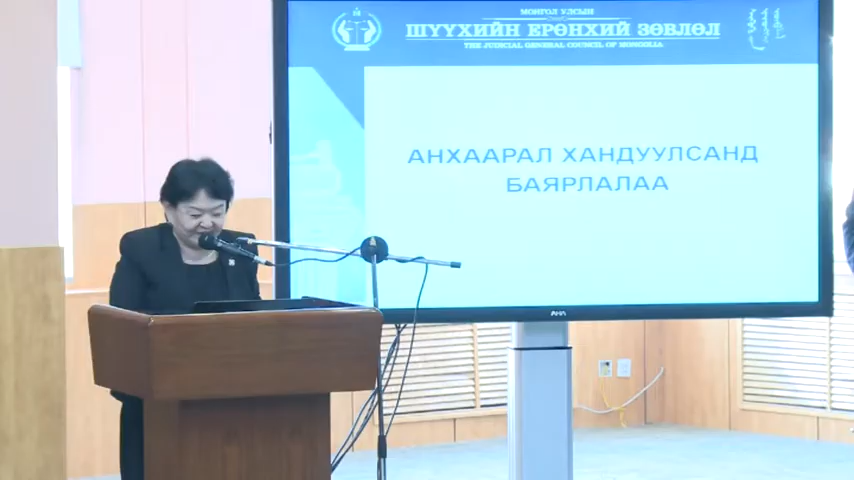 МОНГОЛ УЛСЫН
ШҮҮХИЙН ЕРӨНХИЙ ЗӨВЛӨЛ
THE JUDICIAL GENERAL COUNCIL OF MONGOLIA
АНХААРАЛ ХАНДУУЛСАНД
БАЯРЛАЛАА